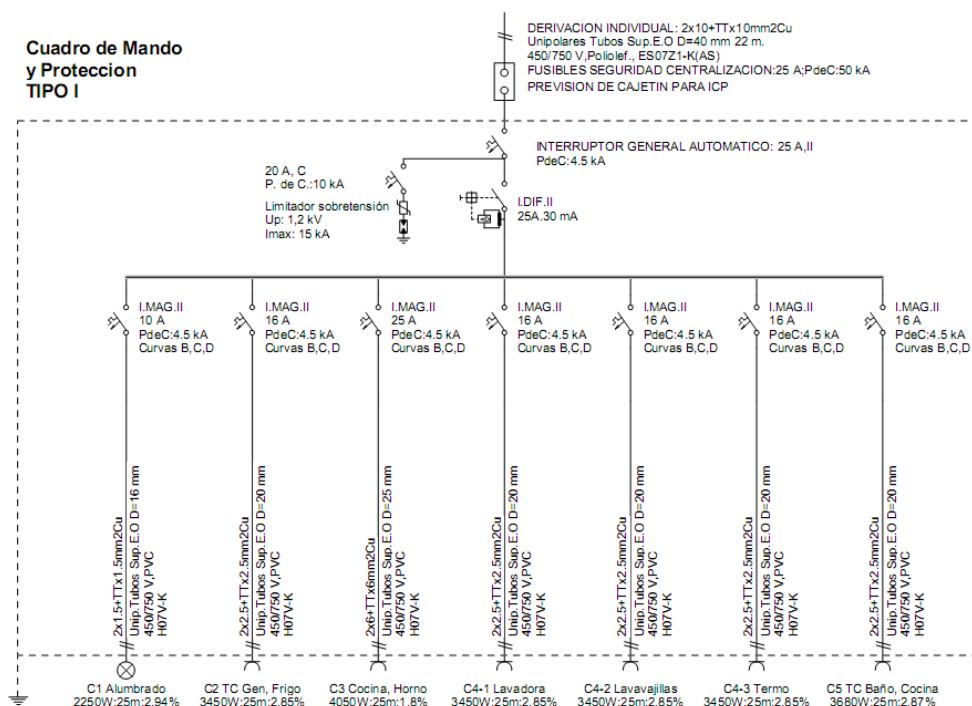 Cuadro de Mando
y Proteccion
TIPO I
DERIVACION INDIVIDUAL: 2x10+TTx10mm2Cu
Unipolares Tubos Sup.E.O D=40 mm 22 m.
450/750 V,Poliolef., ES07Z1-K(AS)
FUSIBLES SEGURIDAD CENTRALIZACION:25 A;PdeC:50 kA
PREVISION DE CAJETIN PARA ICP
INTERRUPTOR GENERAL AUTOMATICO: 25 A,II
PdeC:4.5 kA
20 A, C
P. de C.:10 kA
Limitador sobretensión
Up: 1,2 kV
Imax: 15 kA
I.DIF.II
25A.30 mA
I.MAG.II
10 A
PdeC:4.5 kA
Curvas B,C,D
I.MAG.II
16 A
PdeC:4.5 kA
Curvas B,C,D
I.MAG.II
25 A
PdeC:4.5 kA
Curvas B,C,D
I.MAG.II
16 A
PdeC:4.5 kA
Curvas B,C,D
I.MAG.II
16 A
PdeC:4.5 kA
Curvas B,C,D
I.MAG.II
16 A
PdeC:4.5 kA
Curvas B,C,D
I.MAG.II
16 A
PdeC:4.5 kA
Curvas B,C,D
2x1.5+TTx1.5mm2Cu
Unip.Tubos Sup.E.O D=16 mm
450/750 V,PVC
H07V-K
2x2.5+TTx2.5mm2Cu
Unip.Tubos Sup.E.O D=20 mm
450/750 V,PVC
H07V-K
2x6+TTx6mm2Cu
Unip.Tubos Sup.E.O D=25 mm
450/750 V,PVC
H07V-K
2x2.5+TTx2.5mm2Cu
Unip.Tubos Sup.E.O D=20 mm
450/750 V,PVC
H07V-K
2x2.5+TTx2.5mm2Cu
Unip.Tubos Sup.E.O D=20 mm
450/750 V,PVC
H07V-K
2x2.5+TTx2.5mm2Cu
Unip.Tubos Sup.E.O D=20 mm
450/750 V,PVC
H07V-K
2x2.5+TTx2.5mm2Cu
Unip.Tubos Sup.E.O D=20 mm
450/750 V,PVC
H07V-K
C1 Alumbrado
2250W:25m:2.94%
C2 TC Gen, Frigo
3450W:25m:2.85%
C3 Cocina, Horno
4050W:25m:1.8%
C4-1 Lavadora
3450W:25m:2.85%
C4-2 Lavavajillas
3450W:25m:2.85%
C4-3 Termo
3450W:25m:2.85%
C5 TC Baño, Cocina
3680W:25m:2.87%